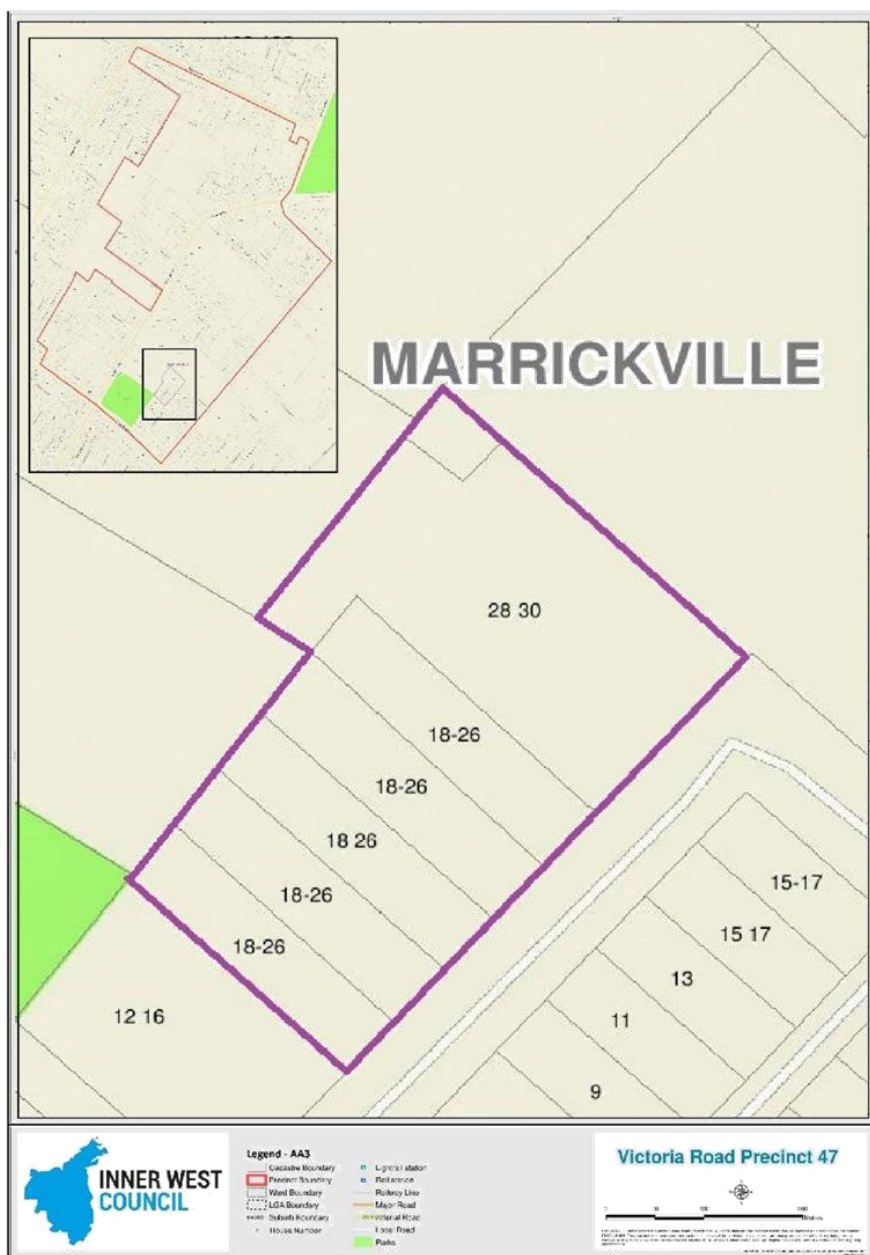 MARRICKVILLE
28 30
18-26
18-26
18 26
18-26
18-26
12 16
15-17
15 17
13
11
9
INNER WEST
COUNCIL
Legend - AA3
Cadastre Boundary
Precinct Boundary
Ward Boundary
LGA Boundary
Suburb Boundary
House Number
Light rail station
Rail station
Railway Line
Major Road
Arterial Road
Local Road
Parks
Victoria Road Precinct 47